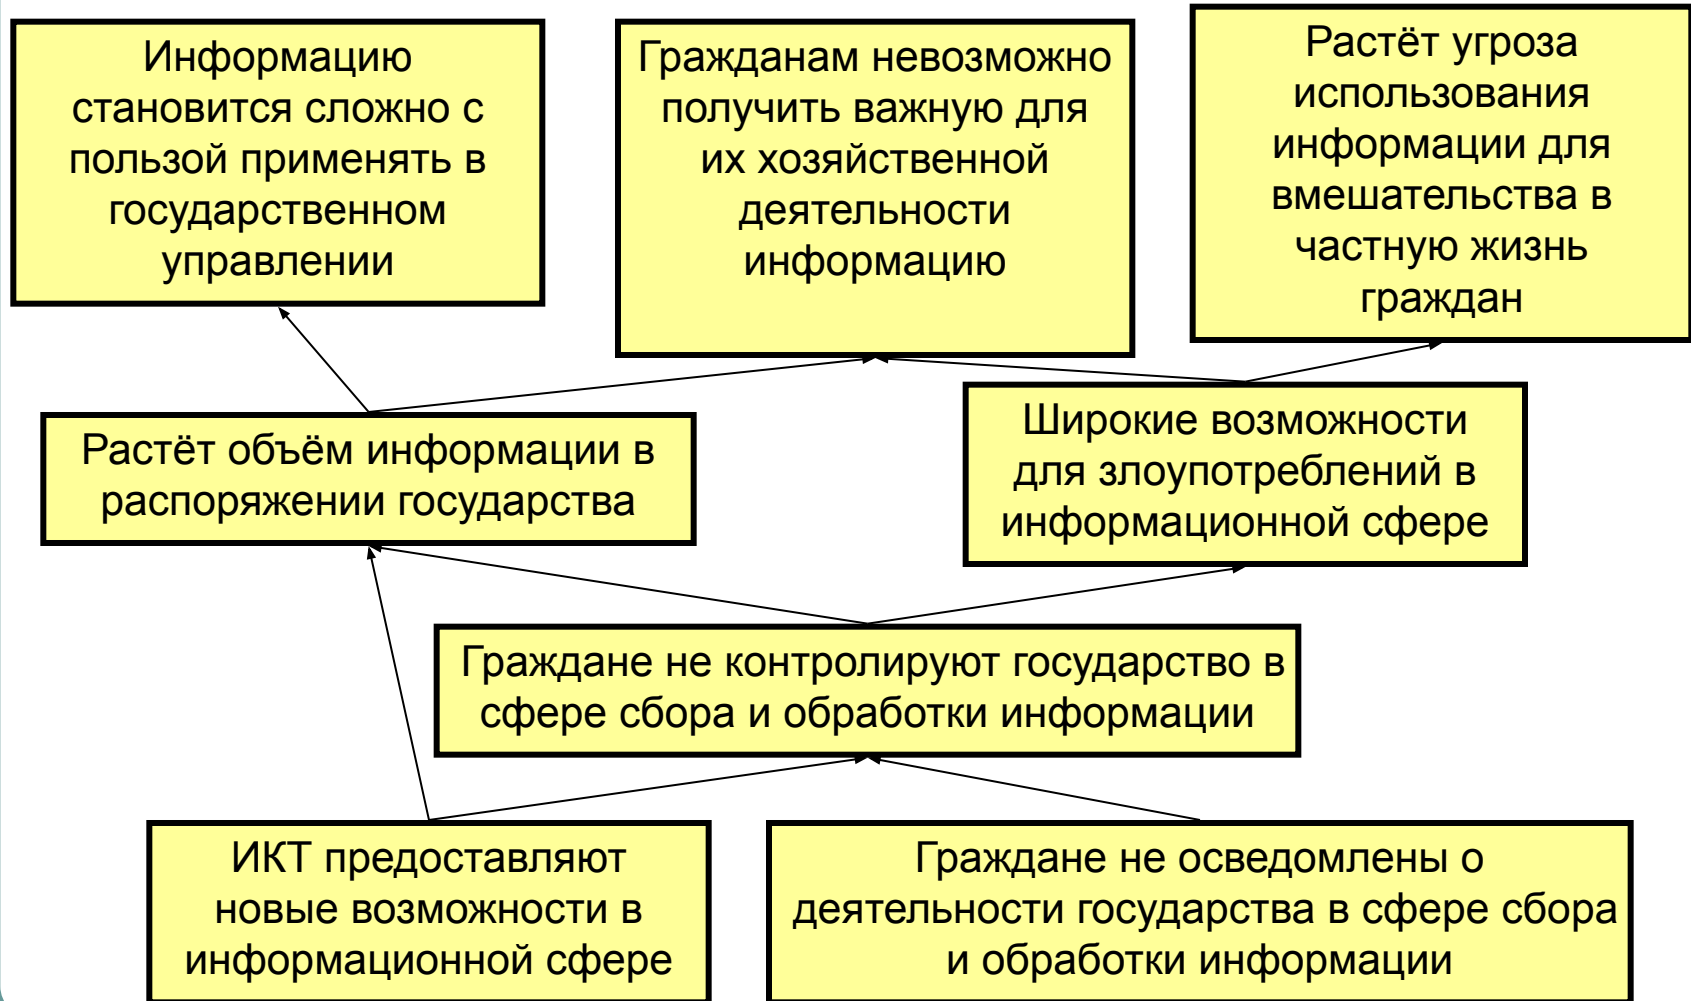 Информацию
становится сложно с
пользой применять в
государственном
управлении
Гражданам невозможно
получить важную для
их хозяйственной
деятельности
информацию
Растёт угроза
использования
информации для
вмешательства в
частную жизнь
граждан
Растёт объём информации в
распоряжении государства
Широкие возможности
для злоупотреблений в
информационной сфере
Граждане не контролируют государство в
сфере сбора и обработки информации
ИКТ предоставляют
новые возможности в
информационной сфере
Граждане не осведомлены о
деятельности государства в сфере сбора
и обработки информации